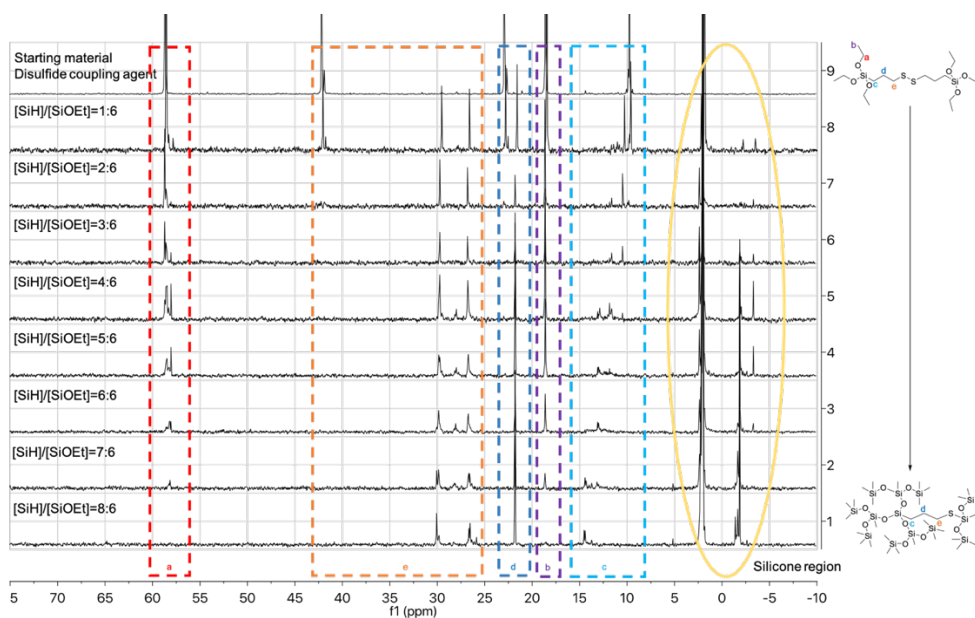 Starting material
Disulfide coupling agent
[SiH]/[SiOEt]=1:6
[SiH]/[SiOEt]=2:6
[SiH]/[SiOEt]=3:6
[SiH]/[SiOEt]=4:6
[SiH]/[SiOEt]=5:6
[SiH]/[SiOEt]=6:6
[SiH]/[SiOEt]=7:6
[SiH]/[SiOEt]=8:6
9
8
7
6
5
4
3
2
1
a
e
d
b
c
Silicone region
5 65 60 55 50 45 40 35 30 25 20 15 10 5 0 -5 -10
f1 (ppm)
b
a
d
c
e
O
Si
O
O
S
S
Si
O
O
O
d
c
e
S